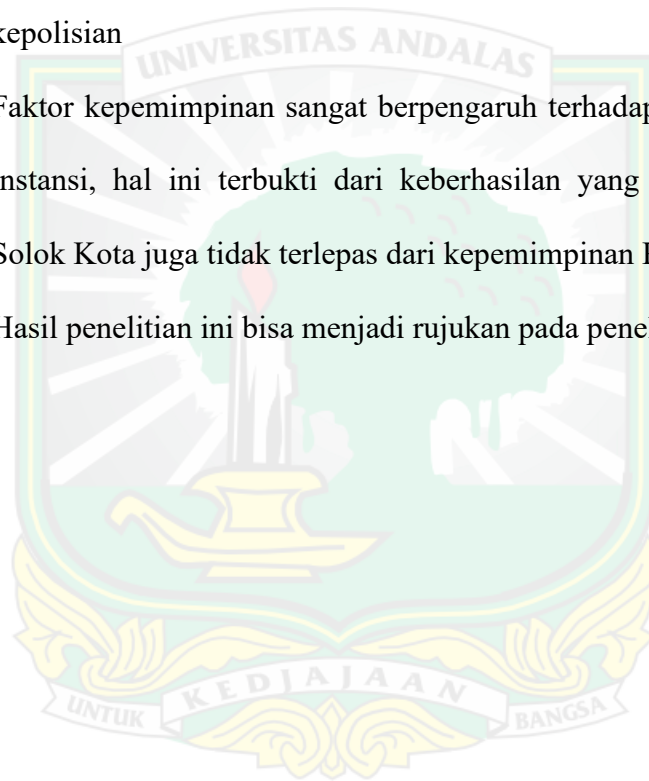 kepolisian
UNIVERSITAS ANDALAS
Faktor kepemimpinan sangat berpengaruh terhadap
instansi, hal ini terbukti dari keberhasilan yang
Solok Kota juga tidak terlepas dari kepemimpinan
Hasil penelitian ini bisa menjadi rujukan pada
UNTUK KEDJAJAAN BANGSA